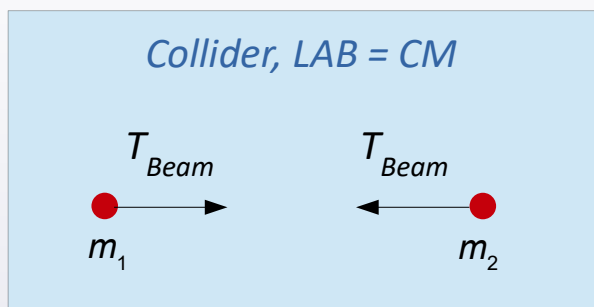 Collider, LAB = CM
T_Beam T_Beam
m_1 m_2